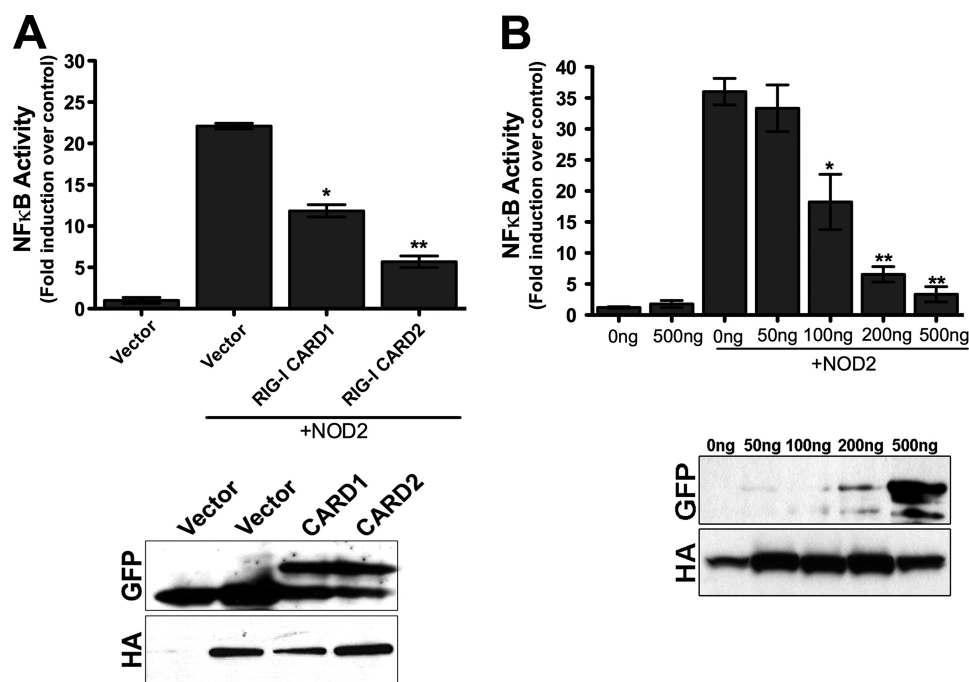 A
NFκB Activity
(Fold induction over control)
30
20
10
5
0
*
**
Vector
Vector
RIG-I CARD1
RIG-I CARD2
+NOD2
Vector
Vector
CARD1
CARD2
GFP
HA
B
NFκB Activity
(Fold induction over control)
40
35
30
25
20
15
10
5
0
*
**
**
0ng 500ng 0ng 50ng 100ng 200ng 500ng
+NOD2
0ng 50ng 100ng 200ng 500ng
GFP
HA